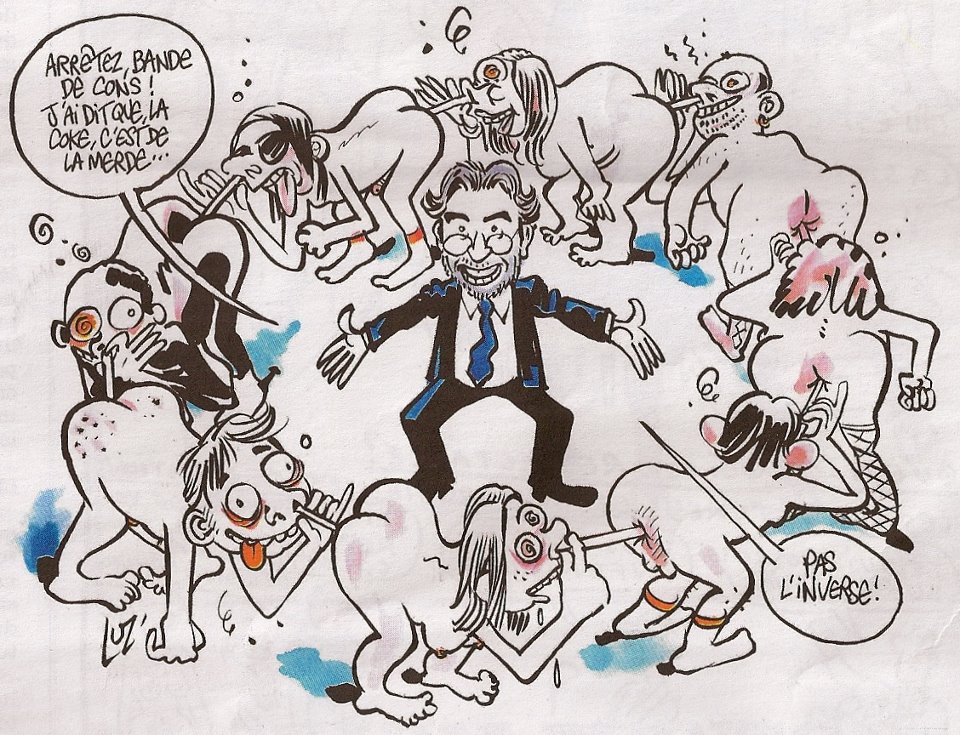 ARRÊTEZ, BANDE
DE CONS !
J'AI DIT QUE, LA
COKE, C'EST DE
LA MERDE...
PAS
L'INVERSE !
LUZ